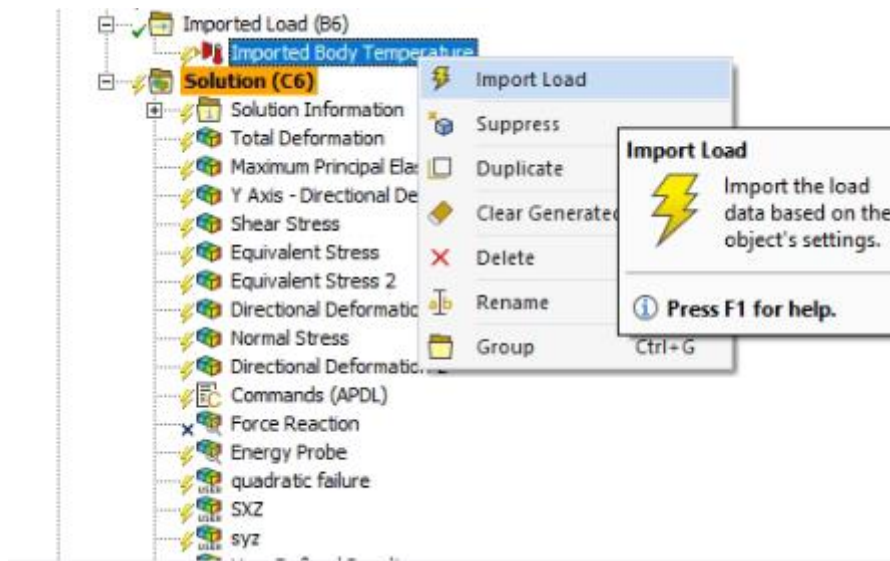 Imported Load (B6)
Imported Body Temperature
Solution (C6)
Import Load
Solution Information
Suppress
Total Deformation
Import Load
Maximum Principal Ela
Duplicate
Import the load
Y Axis - Directional De
data based on the
Shear Stress
Clear Generated
object's settings.
Equivalent Stress
Delete
Equivalent Stress 2
Directional Deformatio
Rename
Press F1 for help.
Normal Stress
Group Ctrl+G
Directional Deformation 2
Commands (APDL)
Force Reaction
Energy Probe
quadratic failure
SXZ
syz